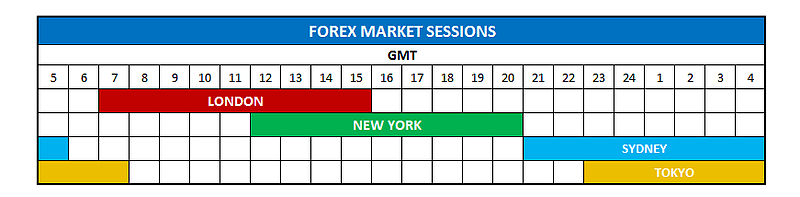 FOREX MARKET SESSIONS
GMT
5 6 7 8 9 10 11 12 13 14 15 16 17 18 19 20 21 22 23 24 1 2 3 4
LONDON
NEW YORK
SYDNEY
TOKYO